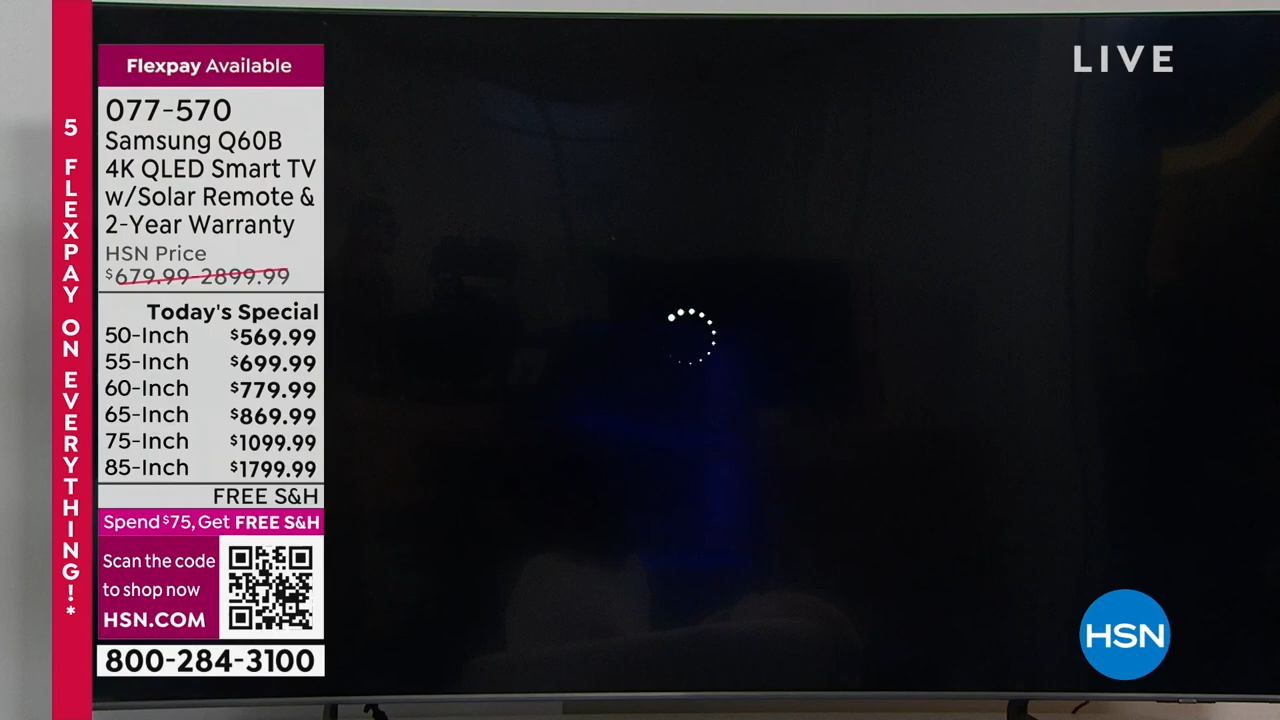 5 FLEXPAY ON EVERYTHING!*
Flexpay Available
077-570
Samsung Q60B
4K QLED Smart TV
w/Solar Remote &
2-Year Warranty
HSN Price
$679.99-2899.99
Today's Special
50-Inch $569.99
55-Inch $699.99
60-Inch $779.99
65-Inch $869.99
75-Inch $1099.99
85-Inch $1799.99
FREE S&H
Spend $75, Get FREE S&H
Scan the code
to shop now
HSN.COM
800-284-3100
LIVE
HSN